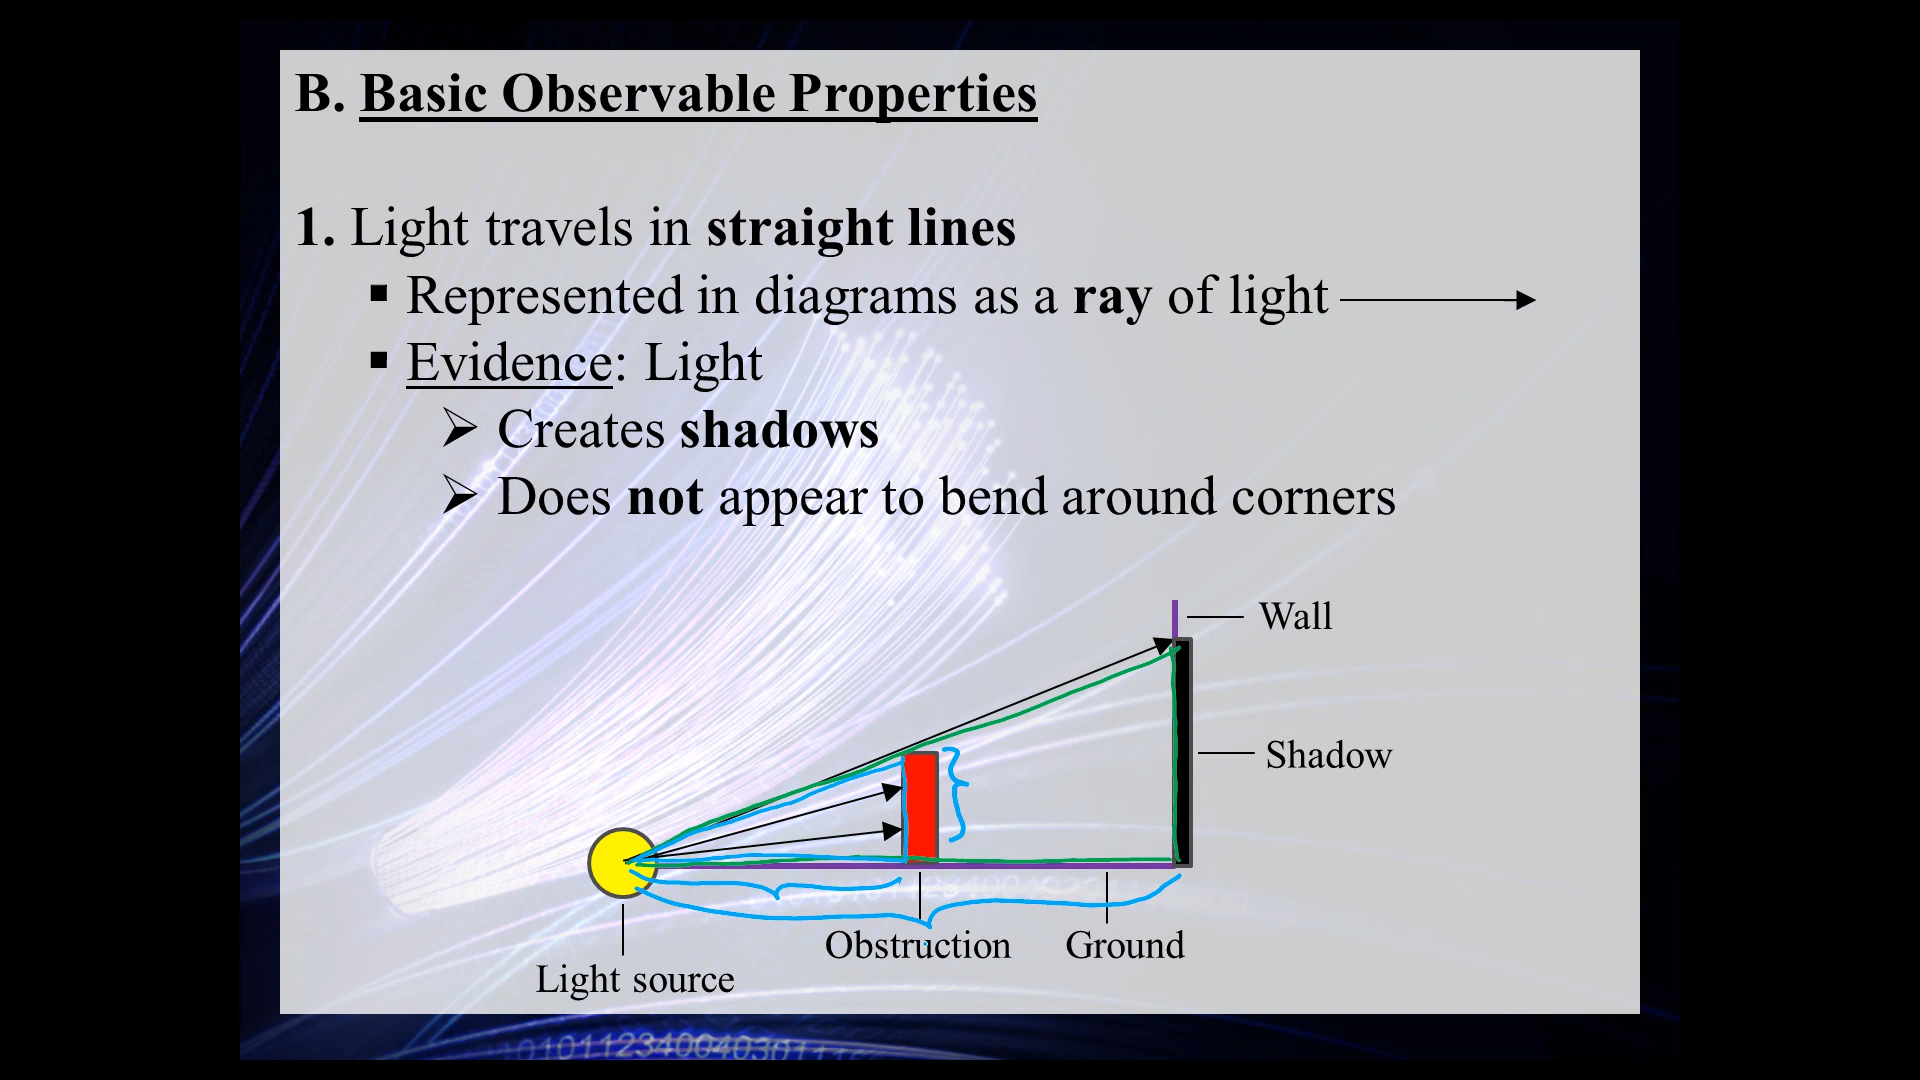 B. Basic Observable Properties
1. Light travels in straight lines
▪ Represented in diagrams as a ray of light
▪ Evidence: Light
➢ Creates shadows
➢ Does not appear to bend around corners
Wall
Shadow
Obstruction
Ground
Light source